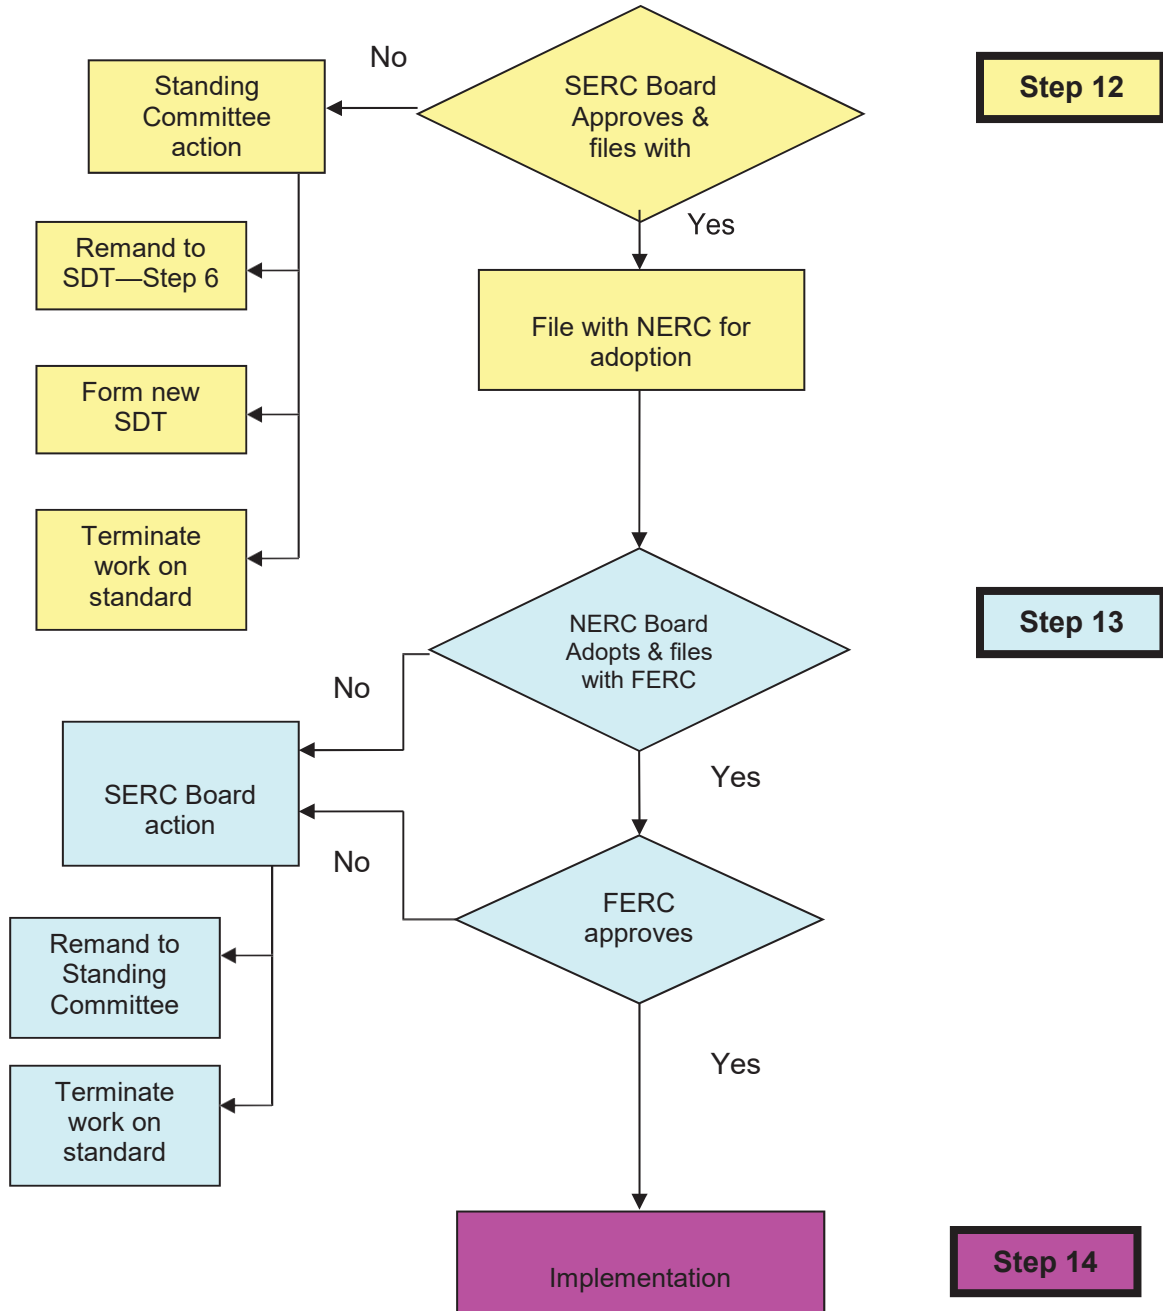 No
SERC Board
Approves &
files with
Step 12
Standing
Committee
action
Yes
Remand to
SDT—Step 6
File with NERC for
adoption
Form new
SDT
Terminate
work on
standard
NERC Board
Adopts & files
with FERC
Step 13
No
Yes
SERC Board
action
No
FERC
approves
Remand to
Standing
Committee
Yes
Terminate
work on
standard
Implementation
Step 14